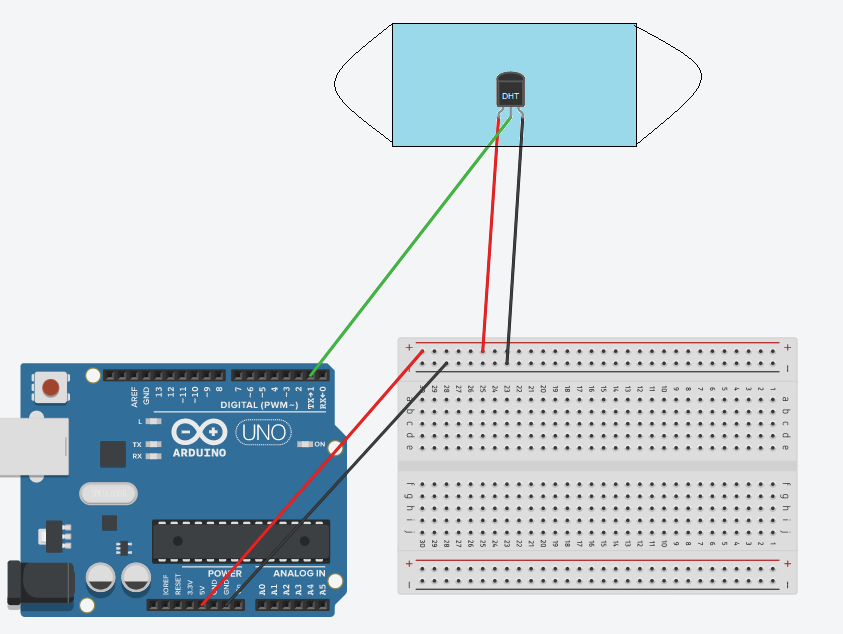 DHT
AREF
GND
13
12
~11
~10
~9
8
7
~6
~5
~4
~3
2
TX→1
RX←0
DIGITAL (PWM~)
L
TX
RX
ARDUINO
UNO
ON
POWER
ANALOG IN
IOREF
RESET
3.3V
5V
GND
GND
A0
A1
A2
A3
A4
A5
+ +
- -
30 29 28 27 26 25 24 23 22 21 20 19 18 17 16 15 14 13 12 11 10 9 8 7 6 5 4 3 2 1
a a
b b
c c
d d
e e
f f
g g
h h
i i
j j
30 29 28 27 26 25 24 23 22 21 20 19 18 17 16 15 14 13 12 11 10 9 8 7 6 5 4 3 2 1
+ +
- -